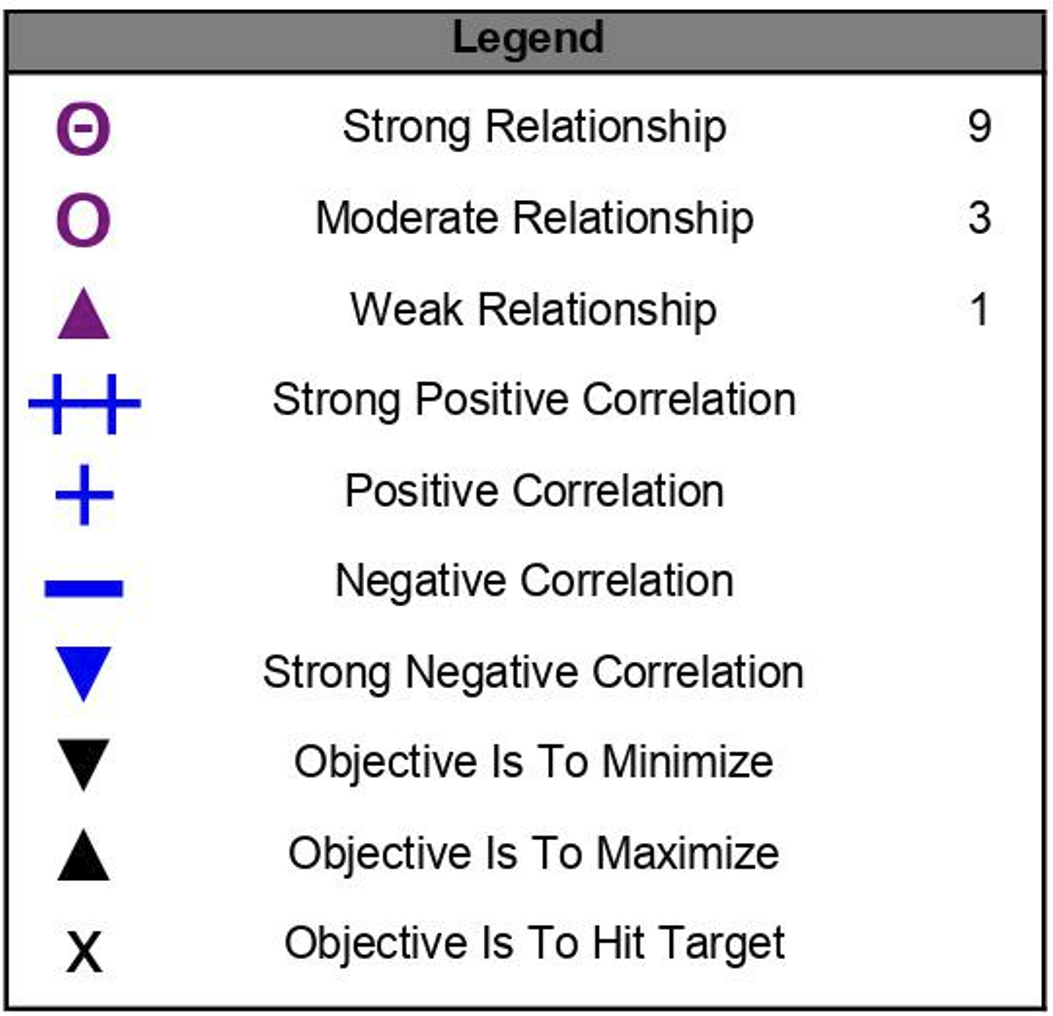 Legend
Θ Strong Relationship 9
Ο Moderate Relationship 3
▲ Weak Relationship 1
┼┼ Strong Positive Correlation
┼ Positive Correlation
▬ Negative Correlation
▼ Strong Negative Correlation
▼ Objective Is To Minimize
▲ Objective Is To Maximize
x Objective Is To Hit Target